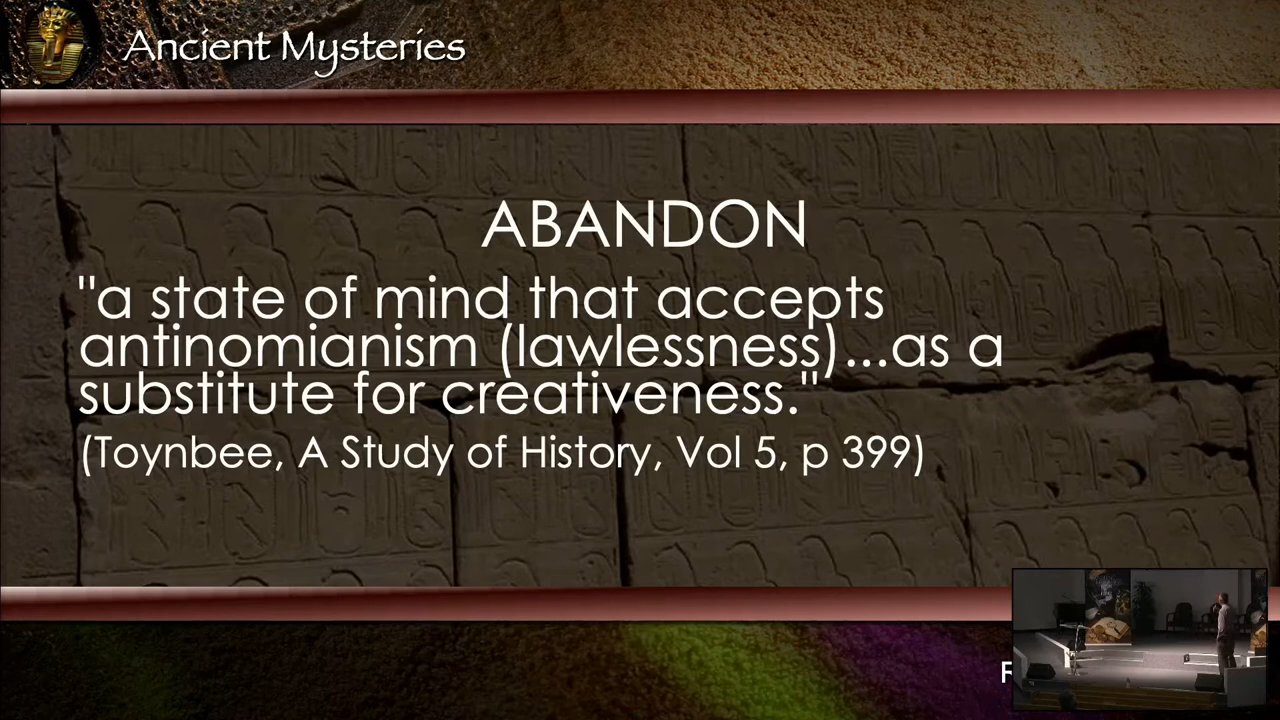 Ancient Mysteries
ABANDON
"a state of mind that accepts
antinomianism (lawlessness)...as a
substitute for creativeness."
(Toynbee, A Study of History, Vol 5, p 399)